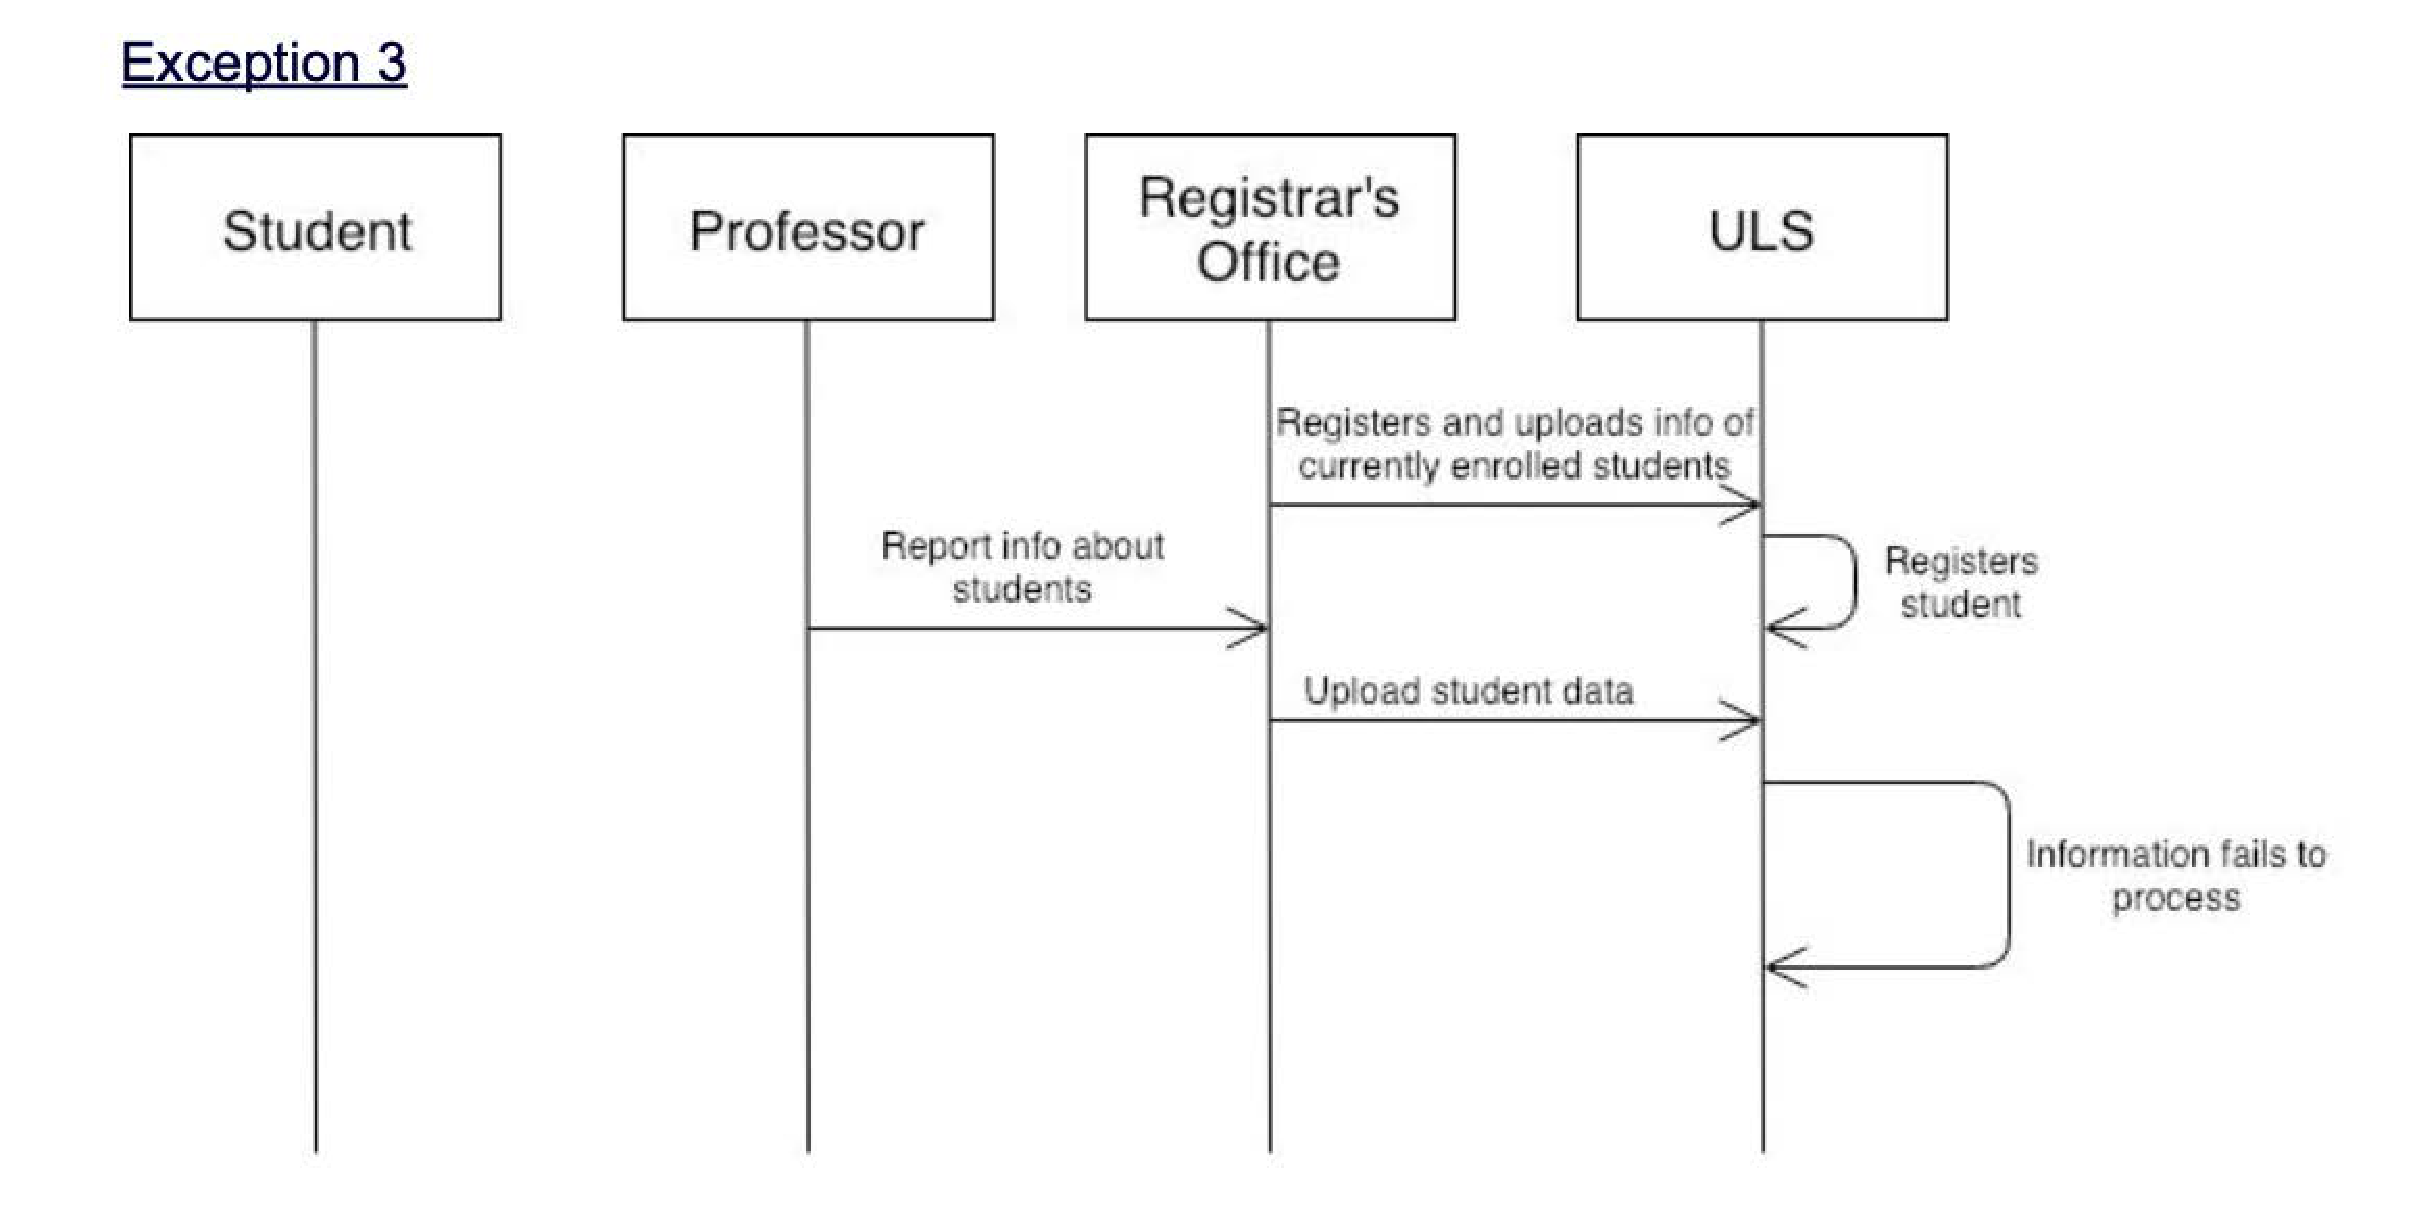 Exception 3
Student
Professor
Registrar's
Office
ULS
Registers and uploads info of
currently enrolled students
Report info about
students
Registers
student
Upload student data
Information fails to
process